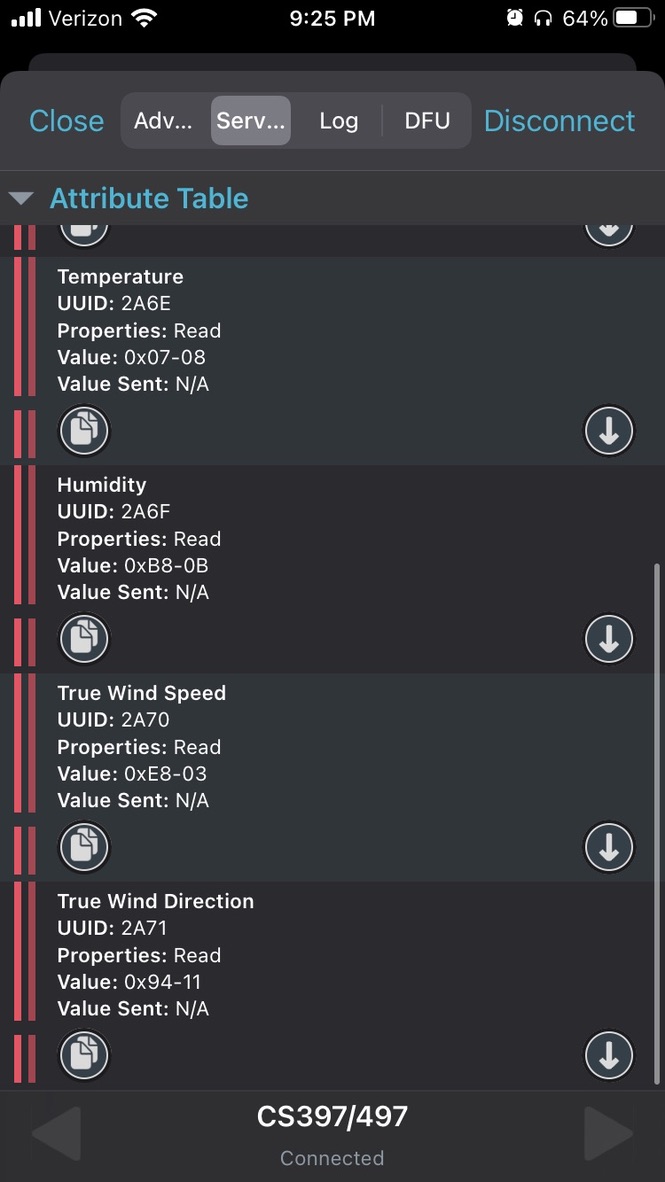 Verizon 9:25 PM 64%
Close Adv... Serv... Log DFU Disconnect
Attribute Table
Temperature
UUID: 2A6E
Properties: Read
Value: 0x07-08
Value Sent: N/A
Humidity
UUID: 2A6F
Properties: Read
Value: 0xB8-0B
Value Sent: N/A
True Wind Speed
UUID: 2A70
Properties: Read
Value: 0xE8-03
Value Sent: N/A
True Wind Direction
UUID: 2A71
Properties: Read
Value: 0x94-11
Value Sent: N/A
CS397/497
Connected